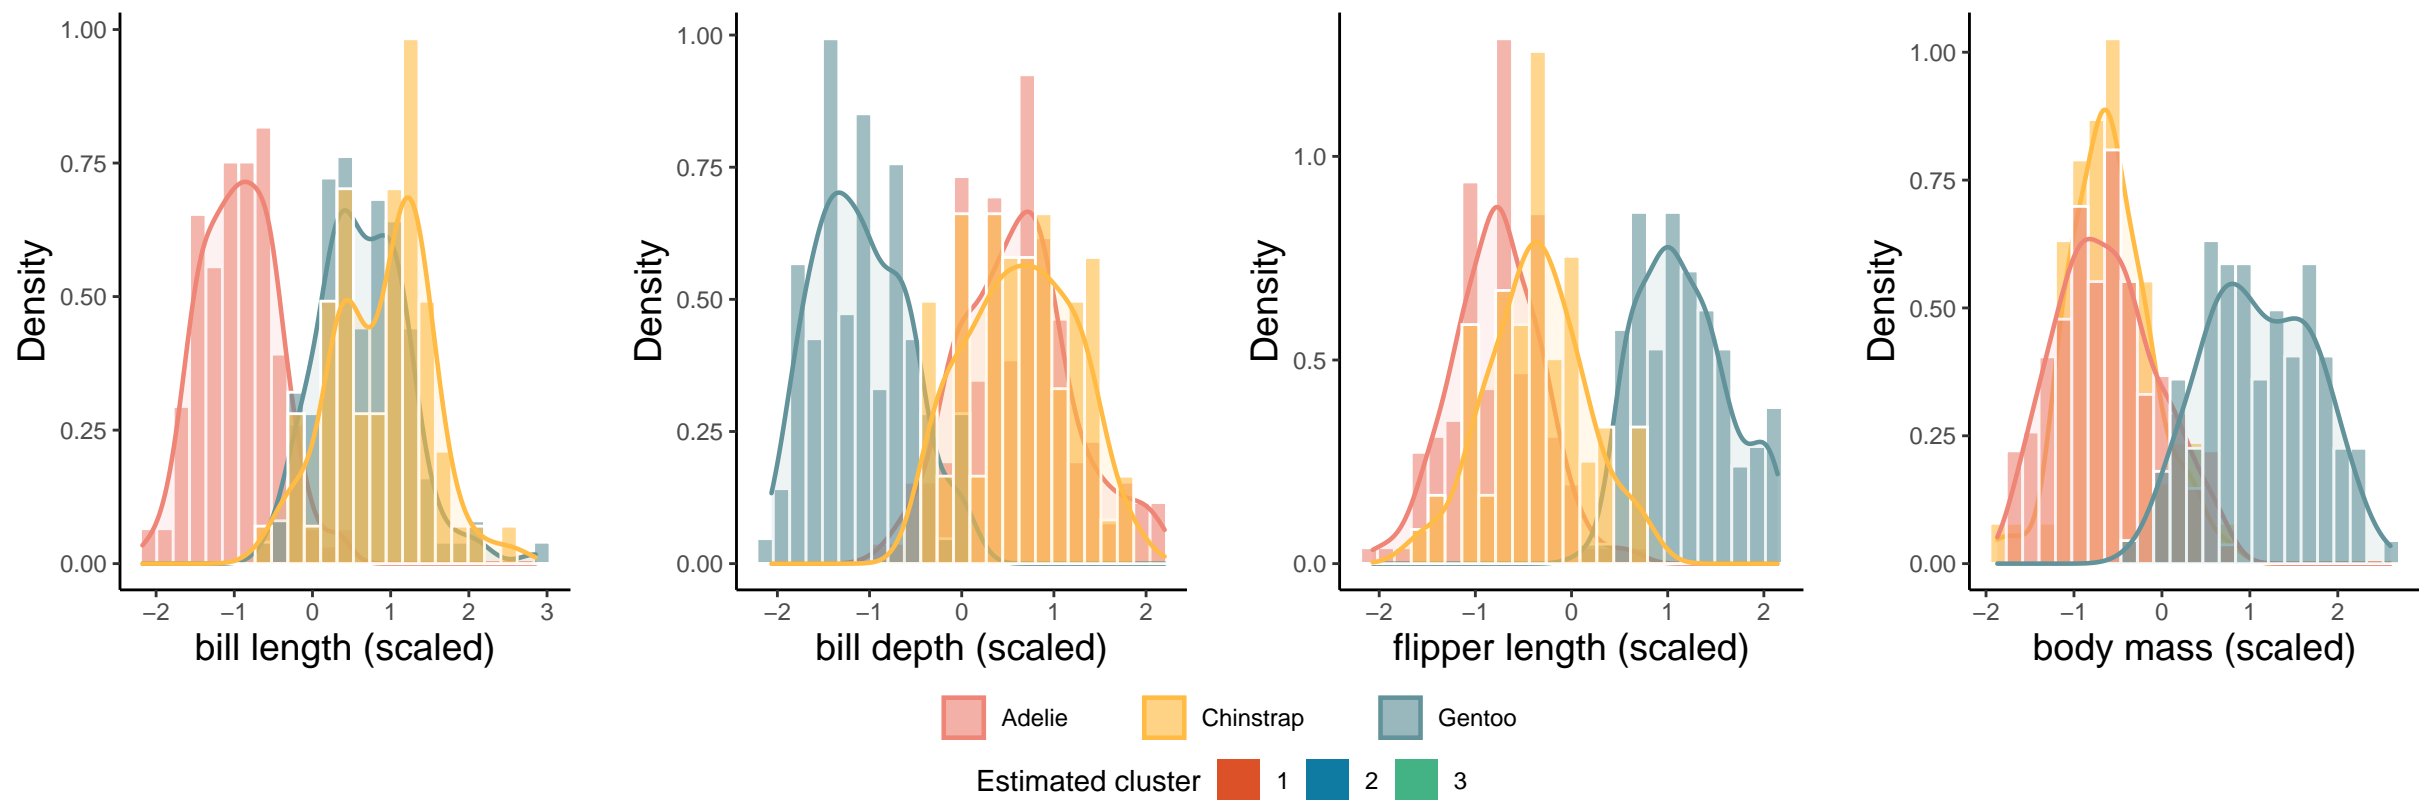 1.00
0.75
0.50
0.25
0.00
Density
−2 −1 0 1 2 3
bill length (scaled)
1.00
0.75
0.50
0.25
0.00
Density
−2 −1 0 1 2
bill depth (scaled)
1.0
0.5
0.0
Density
−2 −1 0 1 2
flipper length (scaled)
1.00
0.75
0.50
0.25
0.00
Density
−2 −1 0 1 2
body mass (scaled)
Adelie Chinstrap Gentoo
Estimated cluster 1 2 3